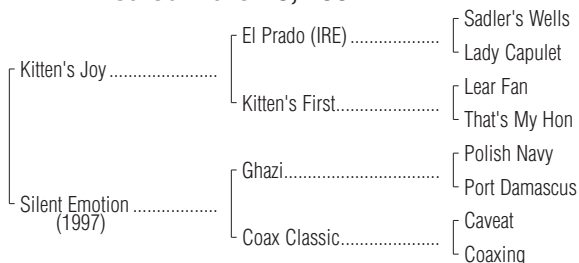 Sadler's Wells
El Prado (IRE) .....................
Lady Capulet
Kitten's Joy .........................
Lear Fan
Kitten's First........................
That's My Hon
Polish Navy
Ghazi...................................
Port Damascus
Silent Emotion ....................
(1997)
Caveat
Coax Classic.......................
Coaxing